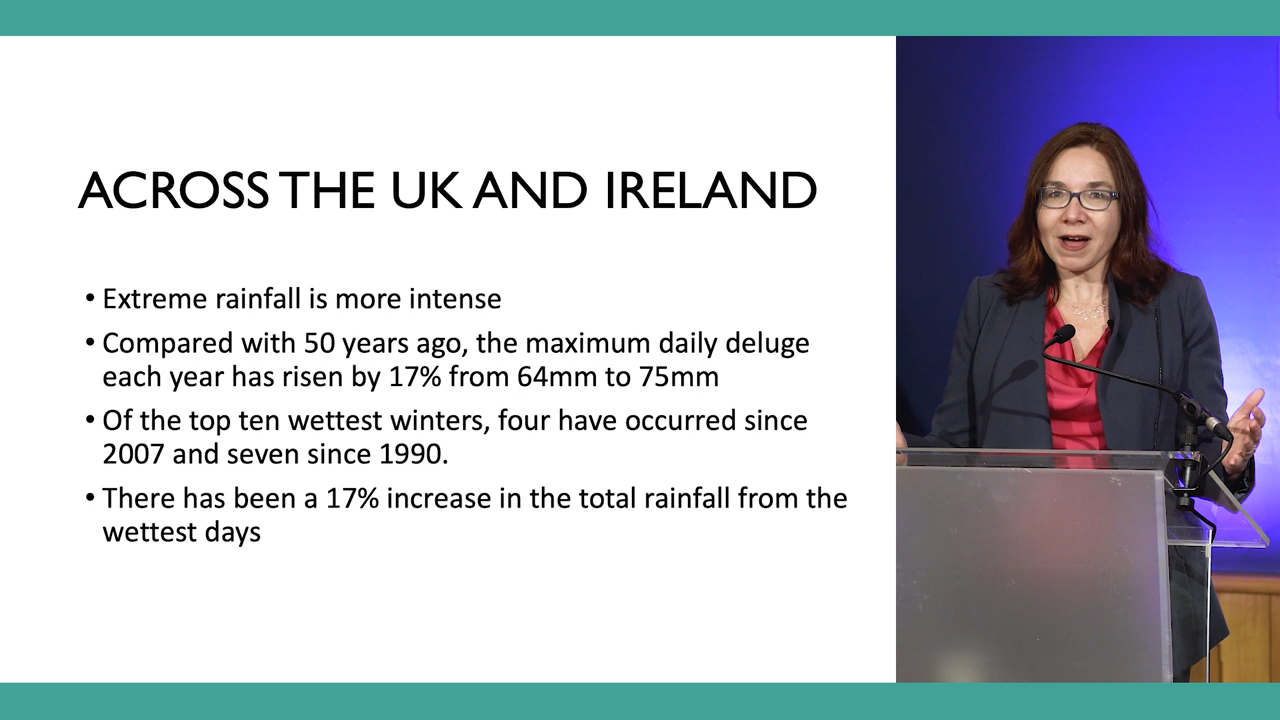 ACROSS THE UK AND IRELAND
• Extreme rainfall is more intense
• Compared with 50 years ago, the maximum daily deluge
each year has risen by 17% from 64mm to 75mm
• Of the top ten wettest winters, four have occurred since
2007 and seven since 1990.
• There has been a 17% increase in the total rainfall from the
wettest days